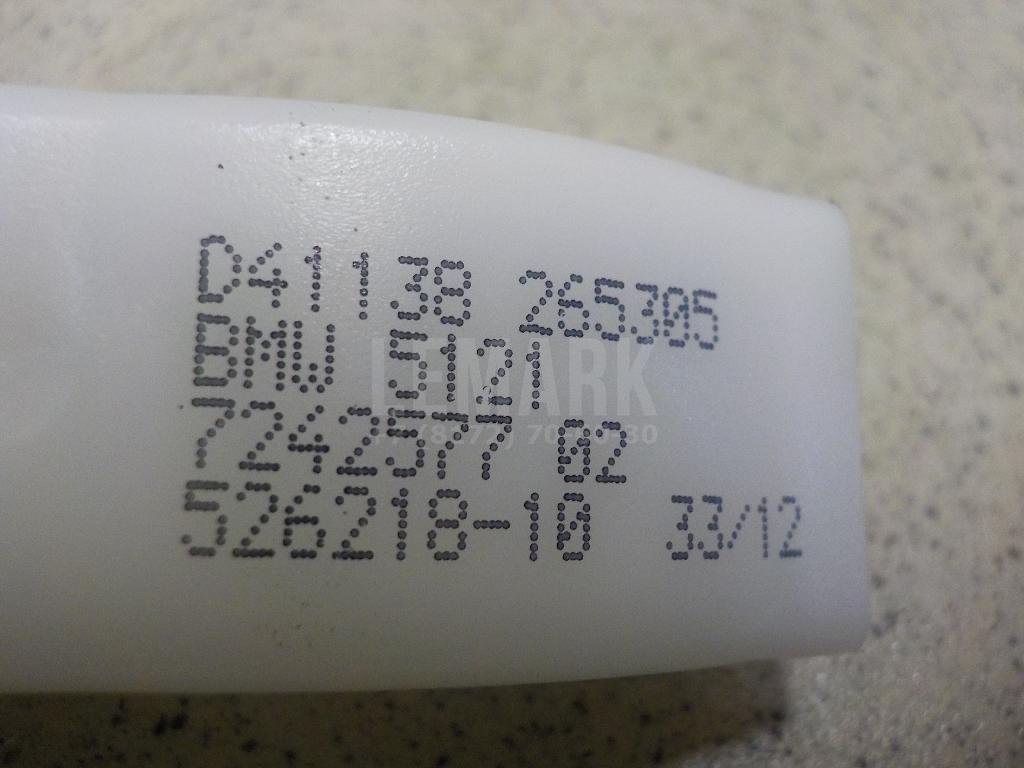 D41138 265305
BMW 5121
7242577 02
526218-10 33/12
LEMARK